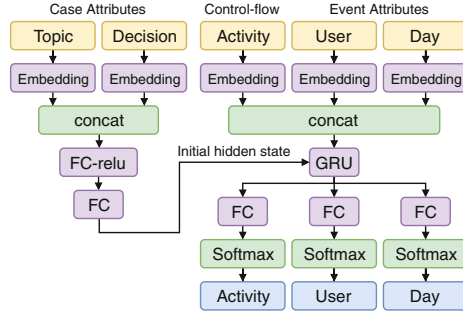 Case Attributes Control-flow Event Attributes
Topic Decision Activity User Day
Embedding Embedding Embedding Embedding Embedding
concat concat
FC-relu Initial hidden state GRU
FC FC FC FC
Softmax Softmax Softmax
Activity User Day